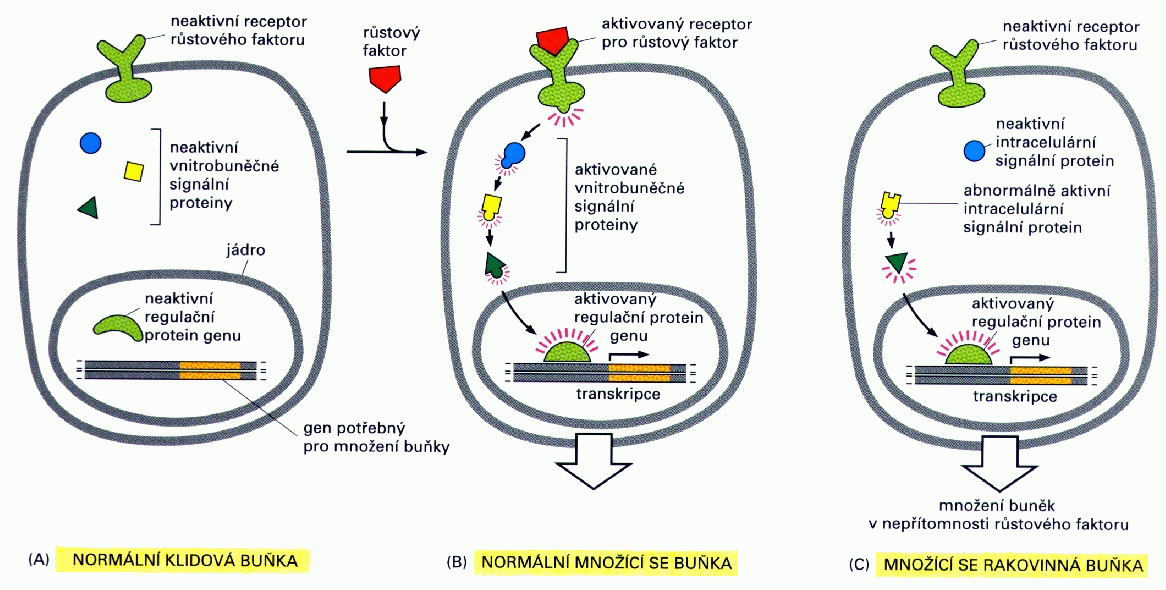 neaktivní receptor
růstového faktoru
neaktivní
vnitrobuněčné
signální
proteiny
jádro
neaktivní
regulační
protein genu
gen potřebný
pro množení buňky
(A) NORMÁLNÍ KLIDOVÁ BUŇKA
růstový
faktor
aktivovaný receptor
pro růstový faktor
aktivované
vnitrobuněčné
signální
proteiny
aktivovaný
regulační protein
genu
transkripce
(B) NORMÁLNÍ MNOŽÍCÍ SE BUŇKA
neaktivní receptor
růstového faktoru
neaktivní
intracelulární
signální protein
abnormálně aktivní
intracelulární
signální protein
aktivovaný
regulační protein
genu
transkripce
množení buněk
v nepřítomnosti růstového faktoru
(C) MNOŽÍCÍ SE RAKOVINNÁ BUŇKA